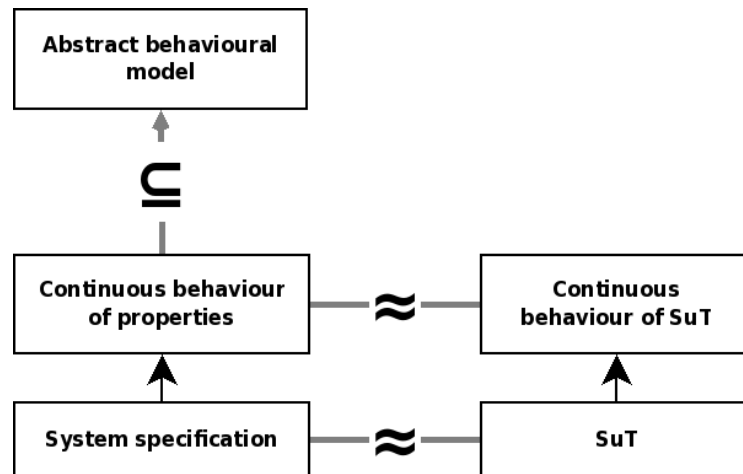 Abstract behavioural
model
⊆
Continuous behaviour
of properties
≈
Continuous
behaviour of SuT
System specification
≈
SuT